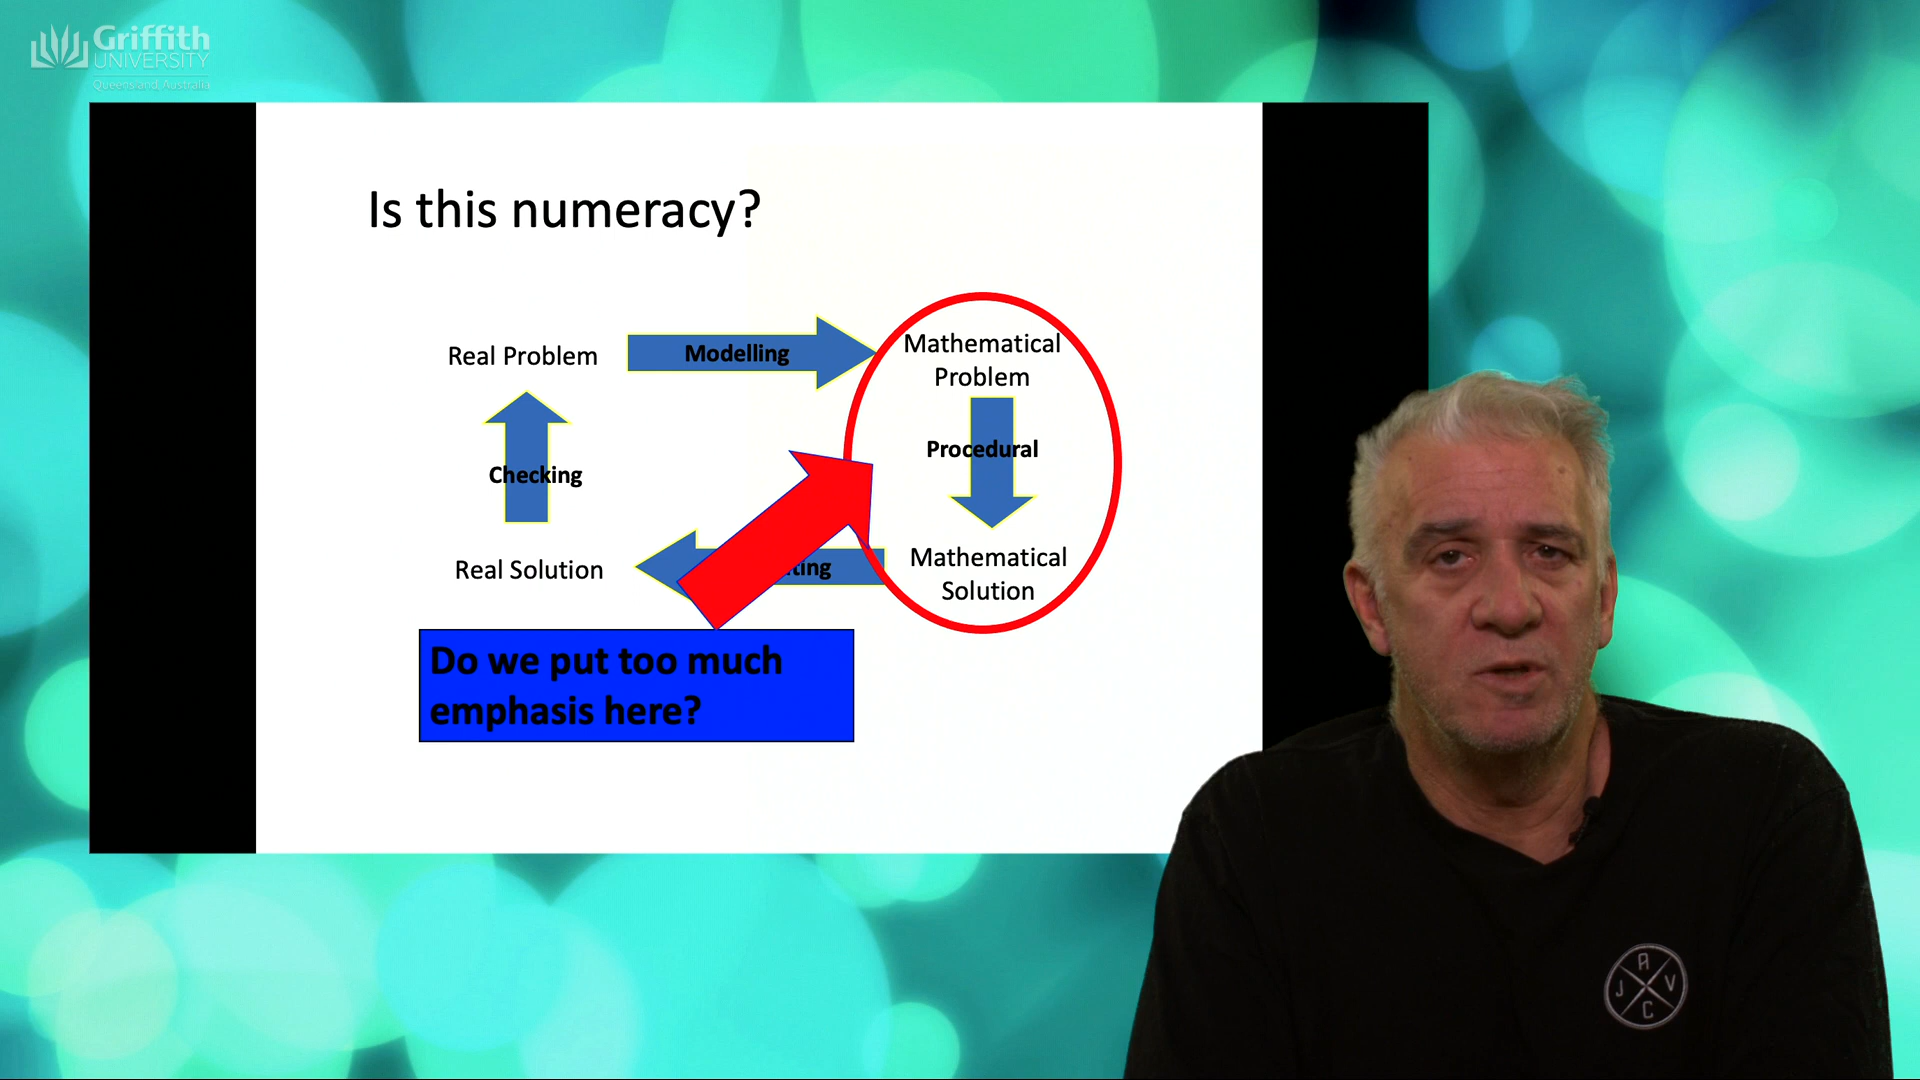 Griffith
UNIVERSITY
Queensland, Australia
Is this numeracy?
Real Problem
Modelling
Mathematical
Problem
Procedural
Checking
Real Solution
Mathematical
Solution
Do we put too much
emphasis here?
A
J V
C